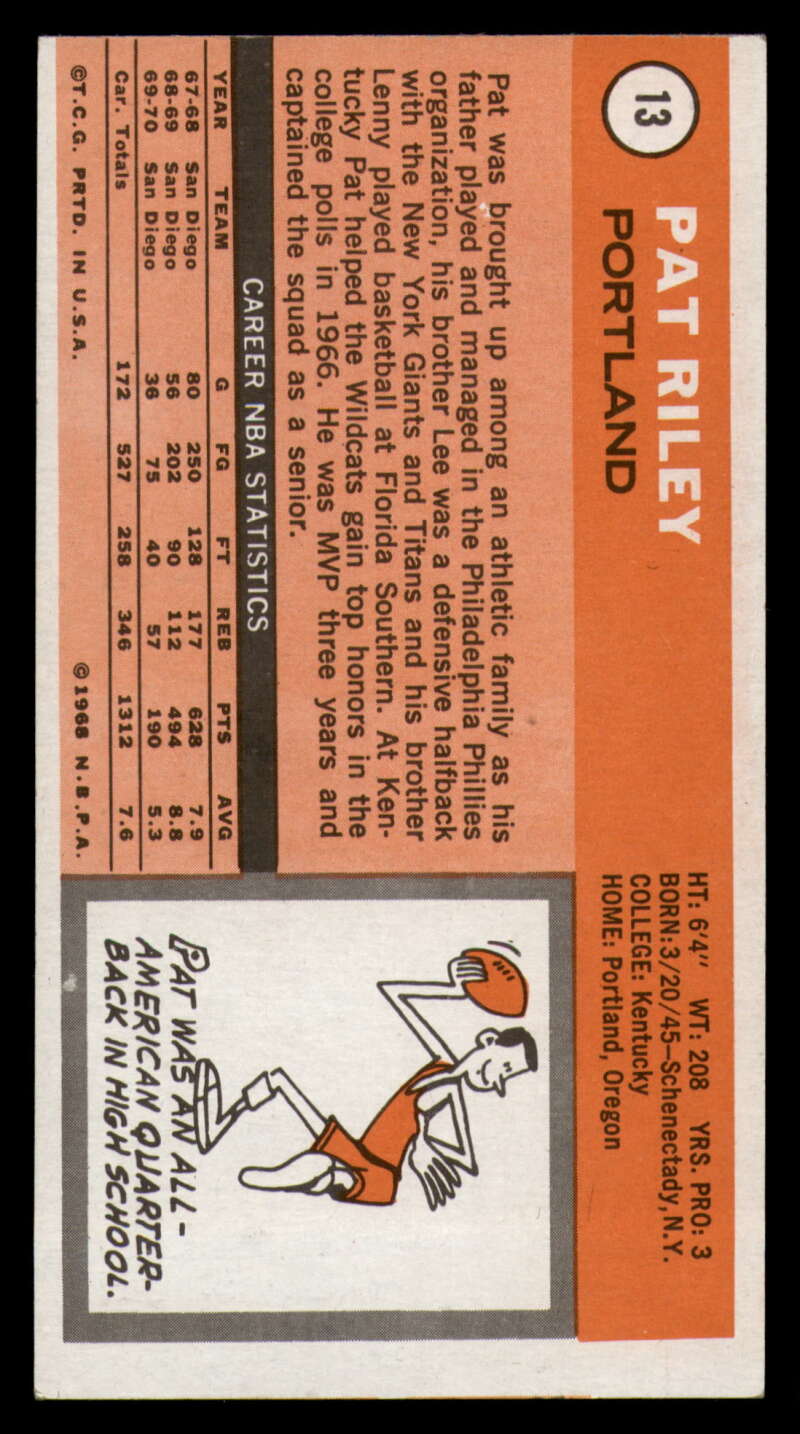 13
PAT RILEY
PORTLAND
HT: 6'4" WT: 208 YRS. PRO: 3
BORN: 3/20/45—Schenectady, N.Y.
COLLEGE: Kentucky
HOME: Portland, Oregon
Pat was brought up among an athletic family as his
father played and managed in the Philadelphia Phillies
organization, his brother Lee was a defensive halfback
with the New York Giants and Titans and his brother
Lenny played basketball at Florida Southern. At Ken-
tucky Pat helped the Wildcats gain top honors in the
college polls in 1966. He was MVP three years and
captained the squad as a senior.
CAREER NBA STATISTICS
YEAR TEAM G FG FT REB PTS AVG
67-68 San Diego 80 250 128 177 628 7.9
68-69 San Diego 56 202 90 112 494 8.8
69-70 San Diego 36 75 40 57 190 5.3
Car. Totals 172 527 258 346 1312 7.6
©T.C.G. PRTD. IN U.S.A. ©1968 N.B.P.A.
PAT WAS AN ALL-
AMERICAN QUARTER-
BACK IN HIGH SCHOOL.